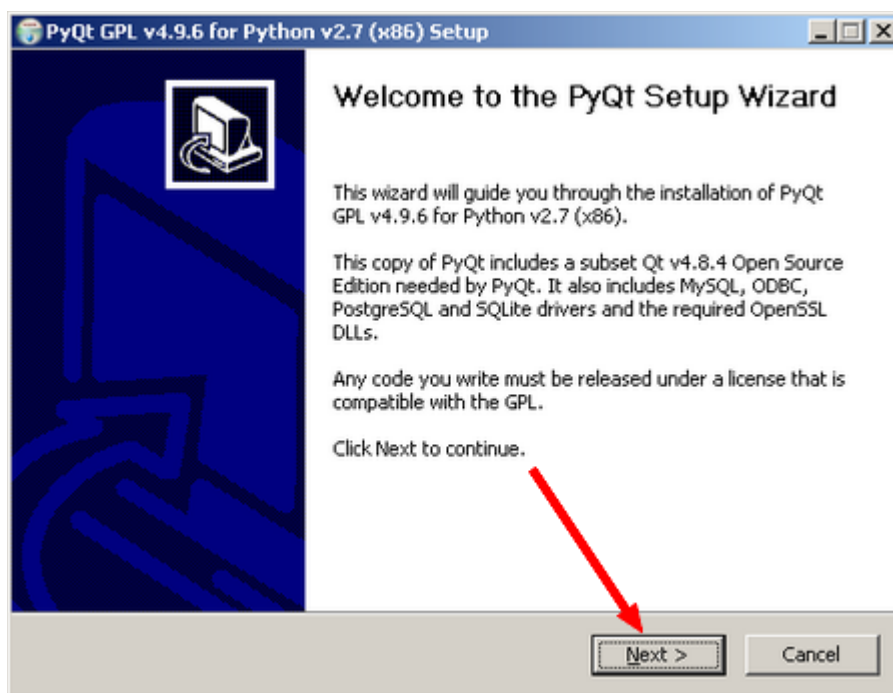 PyQt GPL v4.9.6 for Python v2.7 (x86) Setup
Welcome to the PyQt Setup Wizard
This wizard will guide you through the installation of PyQt
GPL v4.9.6 for Python v2.7 (x86).
This copy of PyQt includes a subset Qt v4.8.4 Open Source
Edition needed by PyQt. It also includes MySQL, ODBC,
PostgreSQL and SQLite drivers and the required OpenSSL
DLLs.
Any code you write must be released under a license that is
compatible with the GPL.
Click Next to continue.
Next >
Cancel